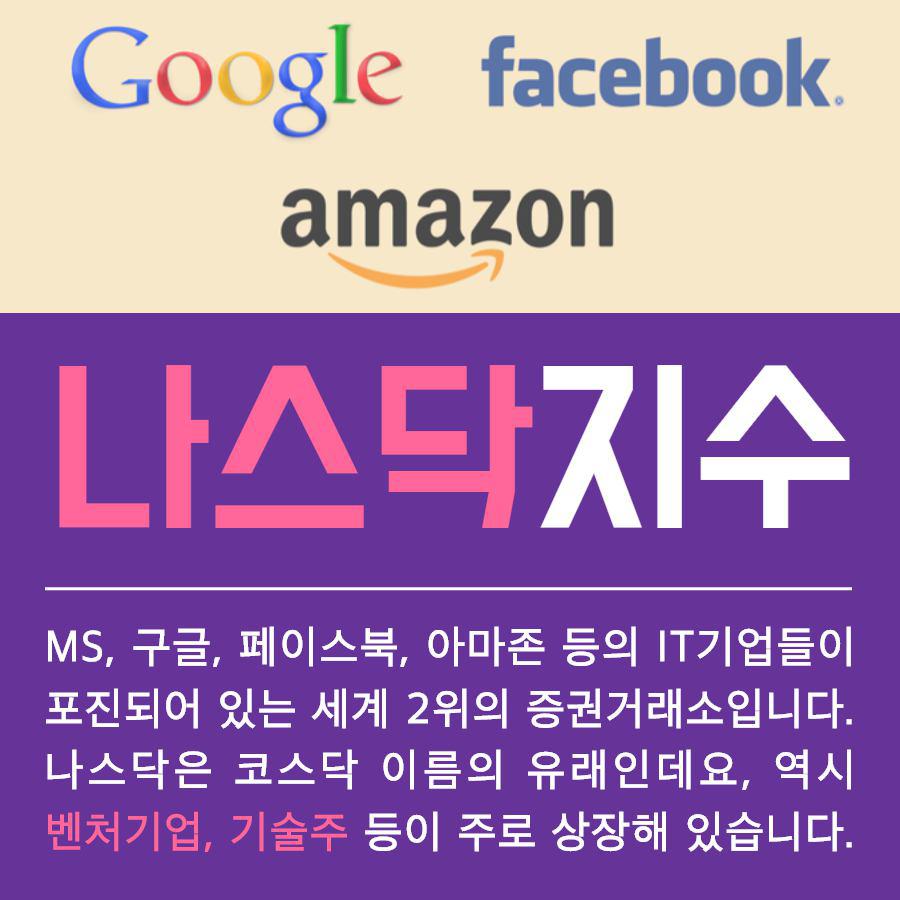 Google facebook
amazon
나스닥지수
MS, 구글, 페이스북, 아마존 등의 IT기업들이
포진되어 있는 세계 2위의 증권거래소입니다.
나스닥은 코스닥 이름의 유래인데요, 역시
벤처기업, 기술주 등이 주로 상장해 있습니다.